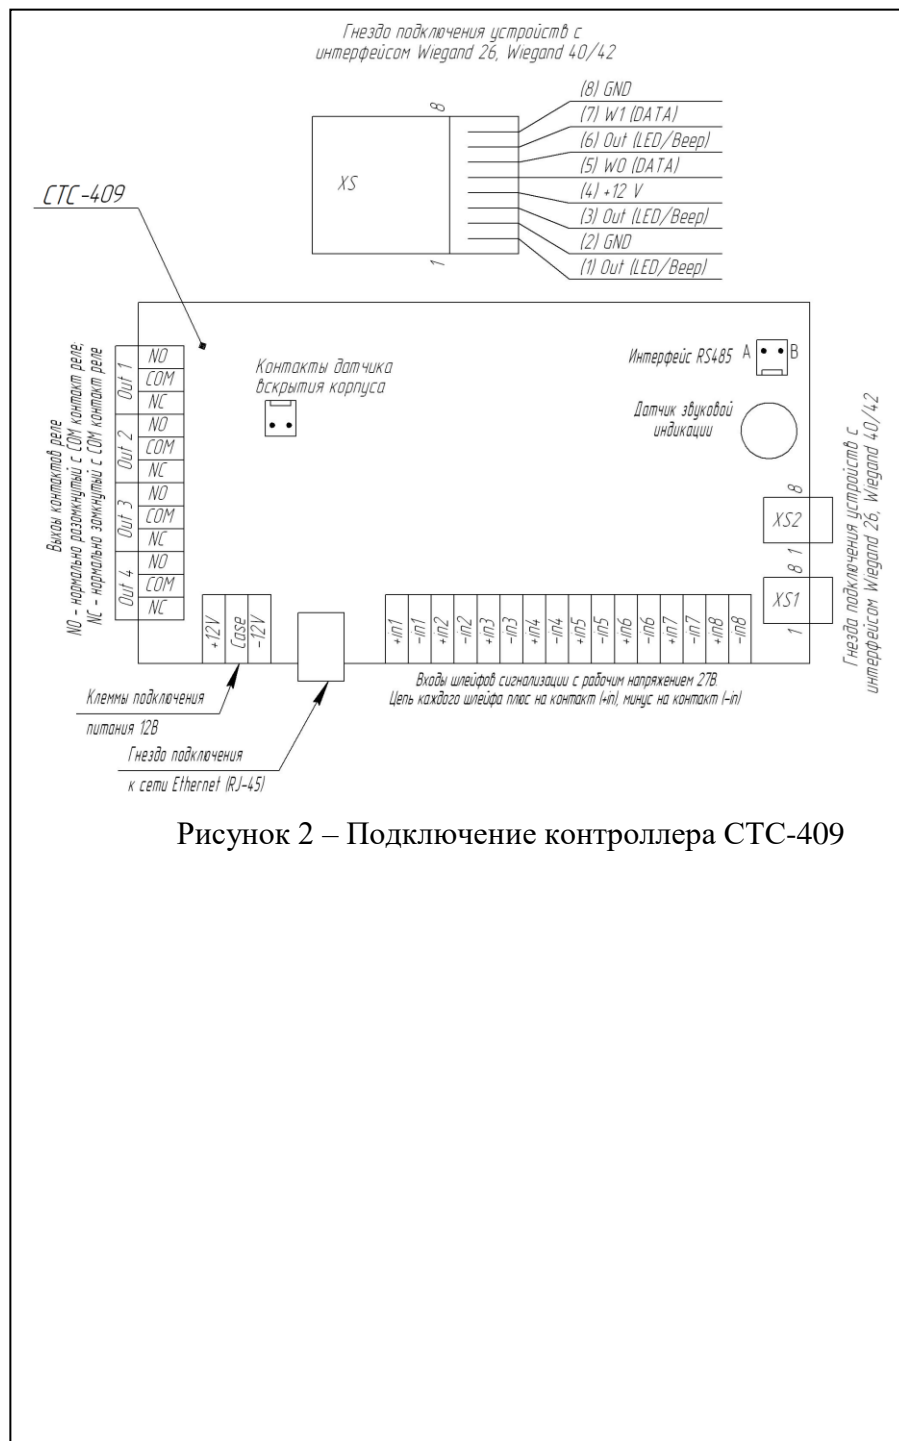 Гнездо подключения устройств с
интерфейсом Wiegand 26, Wiegand 40/42
(8) GND
(7) W1 (DATA)
(6) Out (LED/Beep)
(5) W0 (DATA)
(4) +12 V
(3) Out (LED/Beep)
(2) GND
(1) Out (LED/Beep)
8
XS
1
СТС-409
Выхоы контактов реле
NO - нормально разомкнутый с COM контакт реле;
NC - нормально замкнутый с COM контакт реле
Out 1
NO
COM
NC
Out 2
NO
COM
NC
Out 3
NO
COM
NC
Out 4
NO
COM
NC
Контакты датчика
вскрытия корпуса
Интерфейс RS485
A
B
Датчик звуковой
индикации
8
XS2
1
8
XS1
1
Гнезда подключения устройств с
интерфейсом Wiegand 26, Wiegand 40/42
+12V
Case
-12V
+in1
-in1
+in2
-in2
+in3
-in3
+in4
-in4
+in5
-in5
+in6
-in6
+in7
-in7
+in8
-in8
Входы шлейфов сигнализации с рабочим напряжением 27В.
Цепь каждого шлейфа плюс на контакт (+in), минус на контакт (-in)
Клеммы подключения
питания 12В
Гнездо подключения
к сети Ethernet (RJ-45)
Рисунок 2 – Подключение контроллера СТС-409